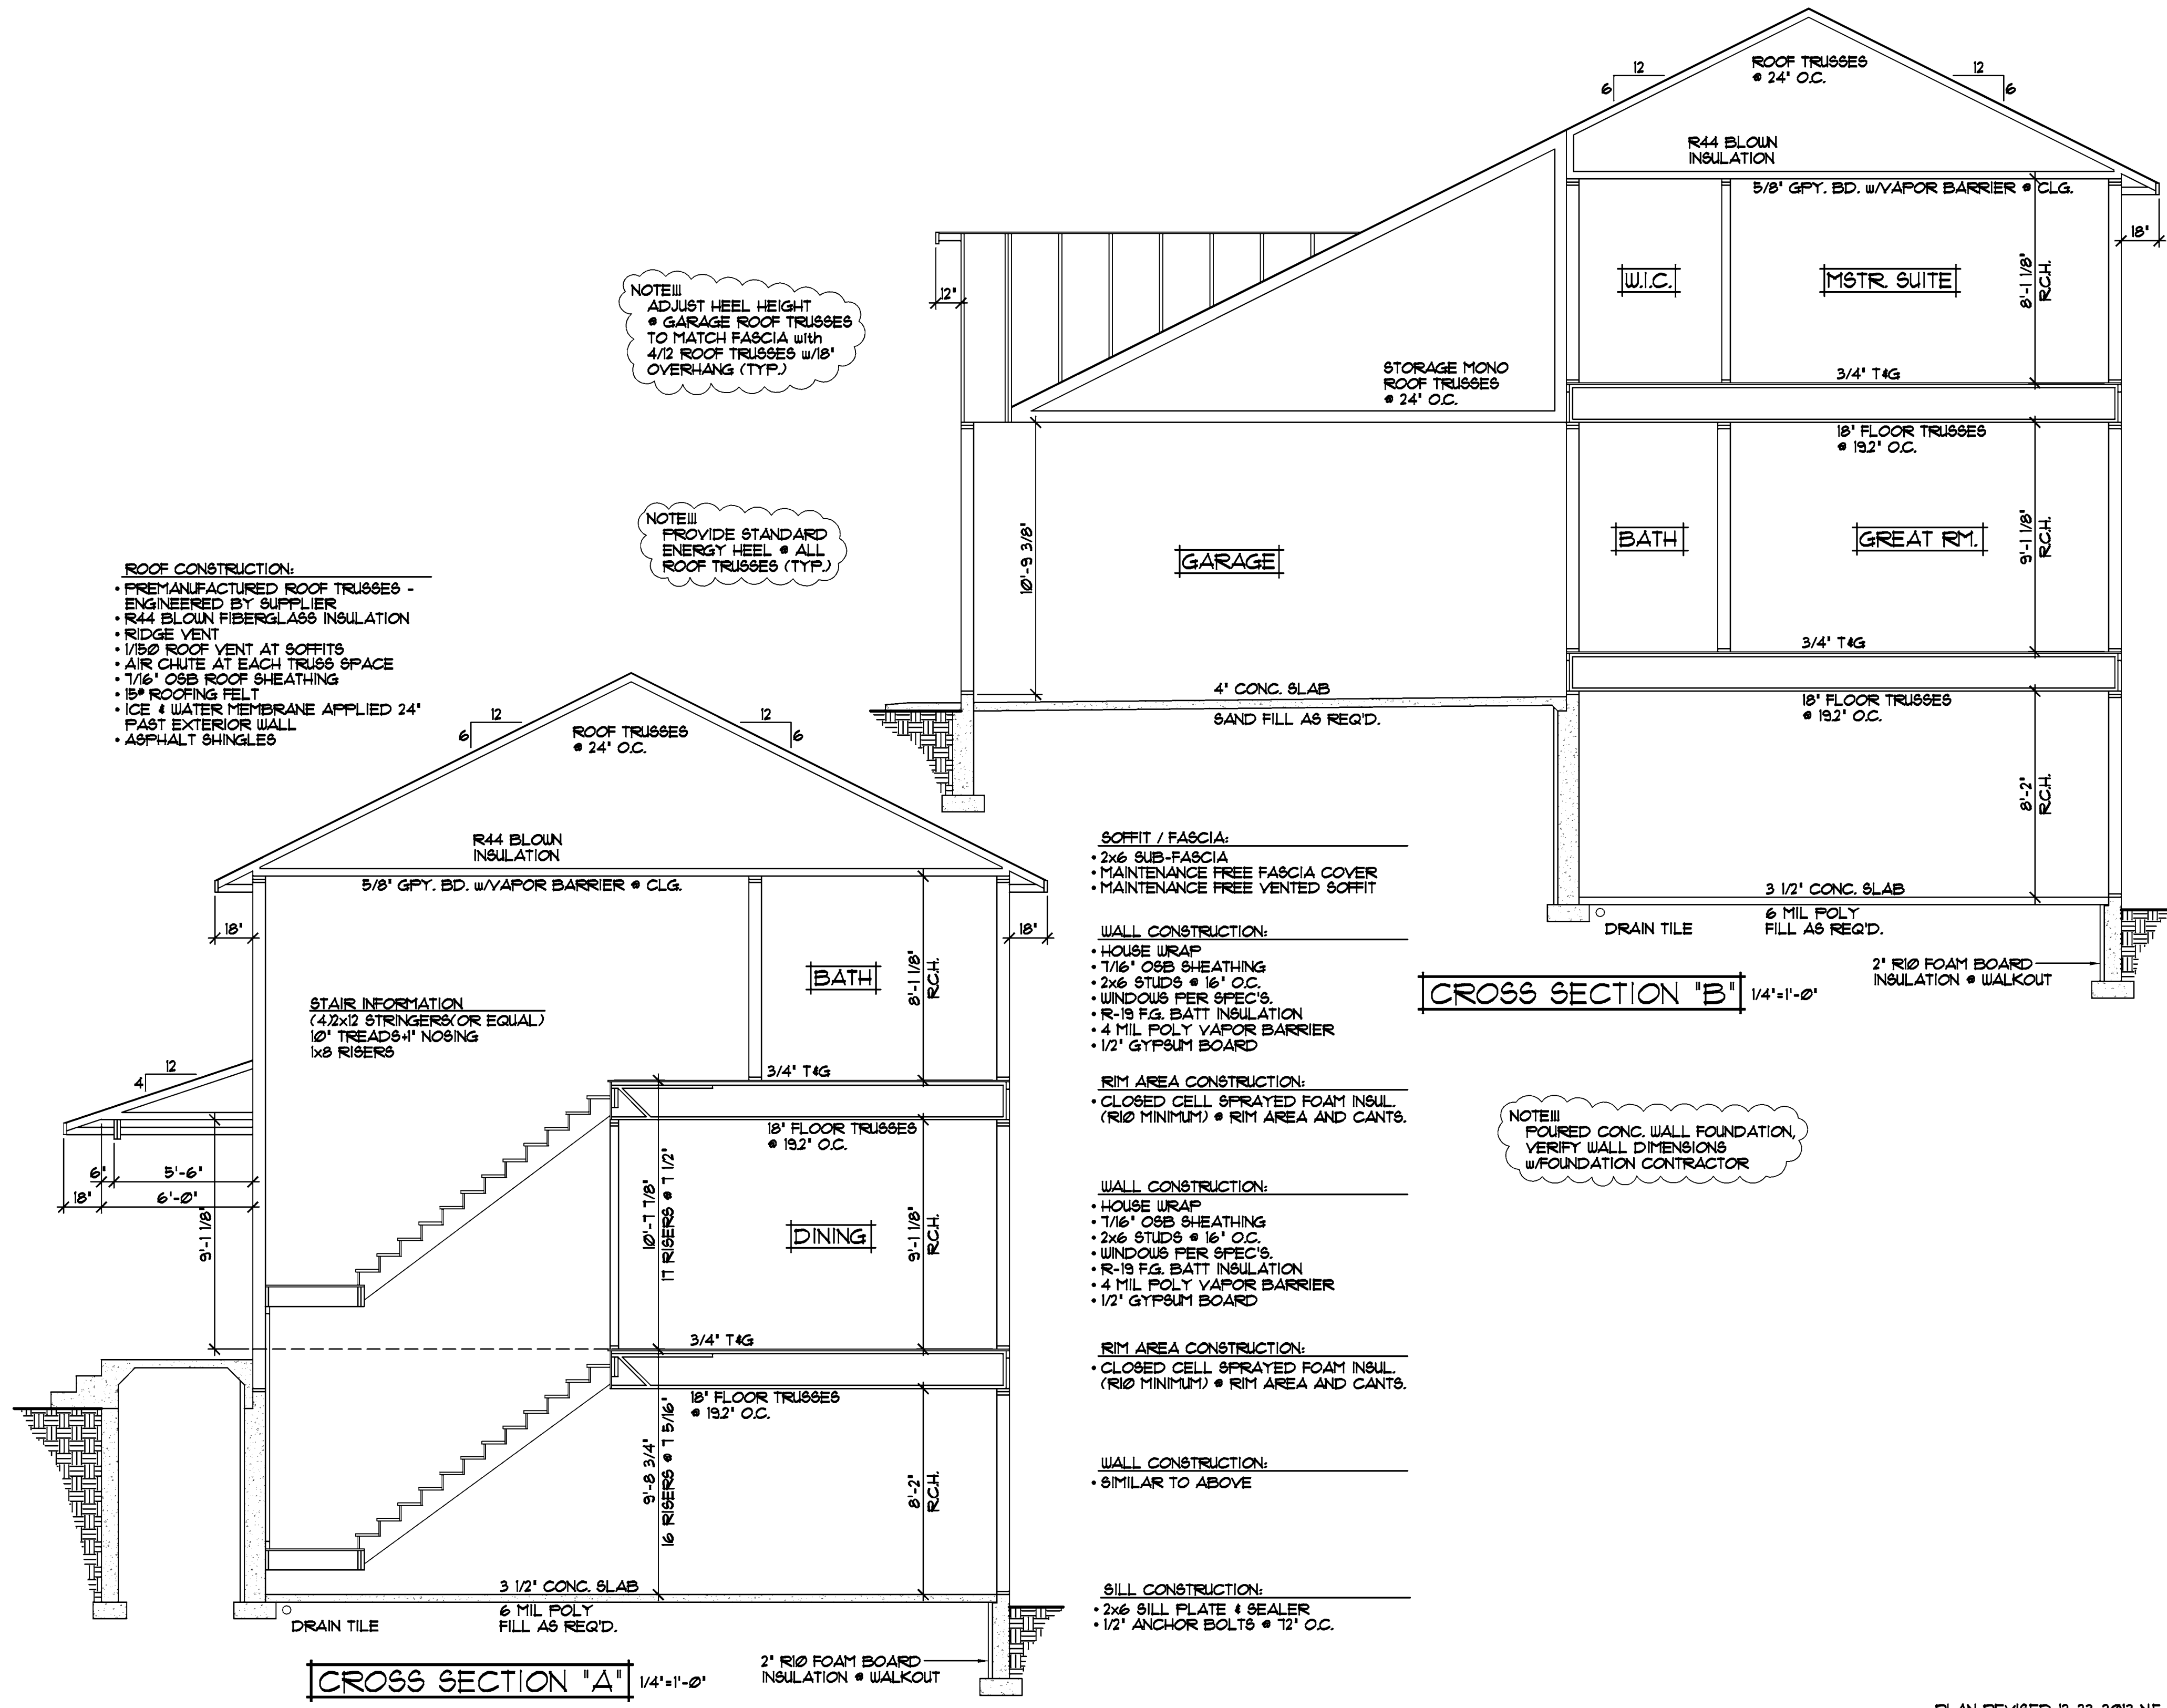 ROOF TRUSSES
@ 24" O.C.
12
6
12
6
R44 BLOWN
INSULATION
5/8" GPY. BD. w/VAPOR BARRIER @ CLG.
18"
12"
W.I.C.
MSTR. SUITE
8'-1 1/8"
R.C.H.
NOTE!!!
ADJUST HEEL HEIGHT
@ GARAGE ROOF TRUSSES
TO MATCH FASCIA with
4/12 ROOF TRUSSES w/18"
OVERHANG (TYP.)
STORAGE MONO
ROOF TRUSSES
@ 24" O.C.
3/4" T&G
18" FLOOR TRUSSES
@ 19.2" O.C.
NOTE!!!
PROVIDE STANDARD
ENERGY HEEL @ ALL
ROOF TRUSSES (TYP.)
10'-9 3/8"
GARAGE
BATH
GREAT RM.
9'-1 1/8"
R.C.H.
3/4" T&G
4" CONC. SLAB
SAND FILL AS REQ'D.
18" FLOOR TRUSSES
@ 19.2" O.C.
8'-2"
R.C.H.
3 1/2" CONC. SLAB
DRAIN TILE
6 MIL POLY
FILL AS REQ'D.
2" R10 FOAM BOARD
INSULATION @ WALKOUT
CROSS SECTION "B" 1/4"=1'-0"
ROOF CONSTRUCTION:
• PREMANUFACTURED ROOF TRUSSES -
ENGINEERED BY SUPPLIER
• R44 BLOWN FIBERGLASS INSULATION
• RIDGE VENT
• 1/150 ROOF VENT AT SOFFITS
• AIR CHUTE AT EACH TRUSS SPACE
• 7/16" OSB ROOF SHEATHING
• 15# ROOFING FELT
• ICE & WATER MEMBRANE APPLIED 24"
PAST EXTERIOR WALL
• ASPHALT SHINGLES
12
6
ROOF TRUSSES
@ 24" O.C.
12
6
R44 BLOWN
INSULATION
5/8" GPY. BD. w/VAPOR BARRIER @ CLG.
18"
18"
BATH
8'-1 1/8"
R.C.H.
STAIR INFORMATION
(4)2x12 STRINGERS(OR EQUAL)
10" TREADS+1" NOSING
1x8 RISERS
12
4
3/4" T&G
18" FLOOR TRUSSES
@ 19.2" O.C.
6"
5'-6"
18"
6'-0"
9'-1 1/8"
10'-7 7/8"
17 RISERS @ 7 1/2"
DINING
9'-1 1/8"
R.C.H.
3/4" T&G
18" FLOOR TRUSSES
@ 19.2" O.C.
9'-8 3/4"
16 RISERS @ 7 5/16"
8'-2"
R.C.H.
3 1/2" CONC. SLAB
DRAIN TILE
6 MIL POLY
FILL AS REQ'D.
2" R10 FOAM BOARD
INSULATION @ WALKOUT
CROSS SECTION "A" 1/4"=1'-0"
SOFFIT / FASCIA:
• 2x6 SUB-FASCIA
• MAINTENANCE FREE FASCIA COVER
• MAINTENANCE FREE VENTED SOFFIT
WALL CONSTRUCTION:
• HOUSE WRAP
• 7/16" OSB SHEATHING
• 2x6 STUDS @ 16" O.C.
• WINDOWS PER SPEC'S.
• R-19 F.G. BATT INSULATION
• 4 MIL POLY VAPOR BARRIER
• 1/2" GYPSUM BOARD
RIM AREA CONSTRUCTION:
• CLOSED CELL SPRAYED FOAM INSUL.
(R10 MINIMUM) @ RIM AREA AND CANTS.
WALL CONSTRUCTION:
• HOUSE WRAP
• 7/16" OSB SHEATHING
• 2x6 STUDS @ 16" O.C.
• WINDOWS PER SPEC'S.
• R-19 F.G. BATT INSULATION
• 4 MIL POLY VAPOR BARRIER
• 1/2" GYPSUM BOARD
RIM AREA CONSTRUCTION:
• CLOSED CELL SPRAYED FOAM INSUL.
(R10 MINIMUM) @ RIM AREA AND CANTS.
WALL CONSTRUCTION:
• SIMILAR TO ABOVE
SILL CONSTRUCTION:
• 2x6 SILL PLATE & SEALER
• 1/2" ANCHOR BOLTS @ 72" O.C.
NOTE!!!
POURED CONC. WALL FOUNDATION,
VERIFY WALL DIMENSIONS
w/FOUNDATION CONTRACTOR